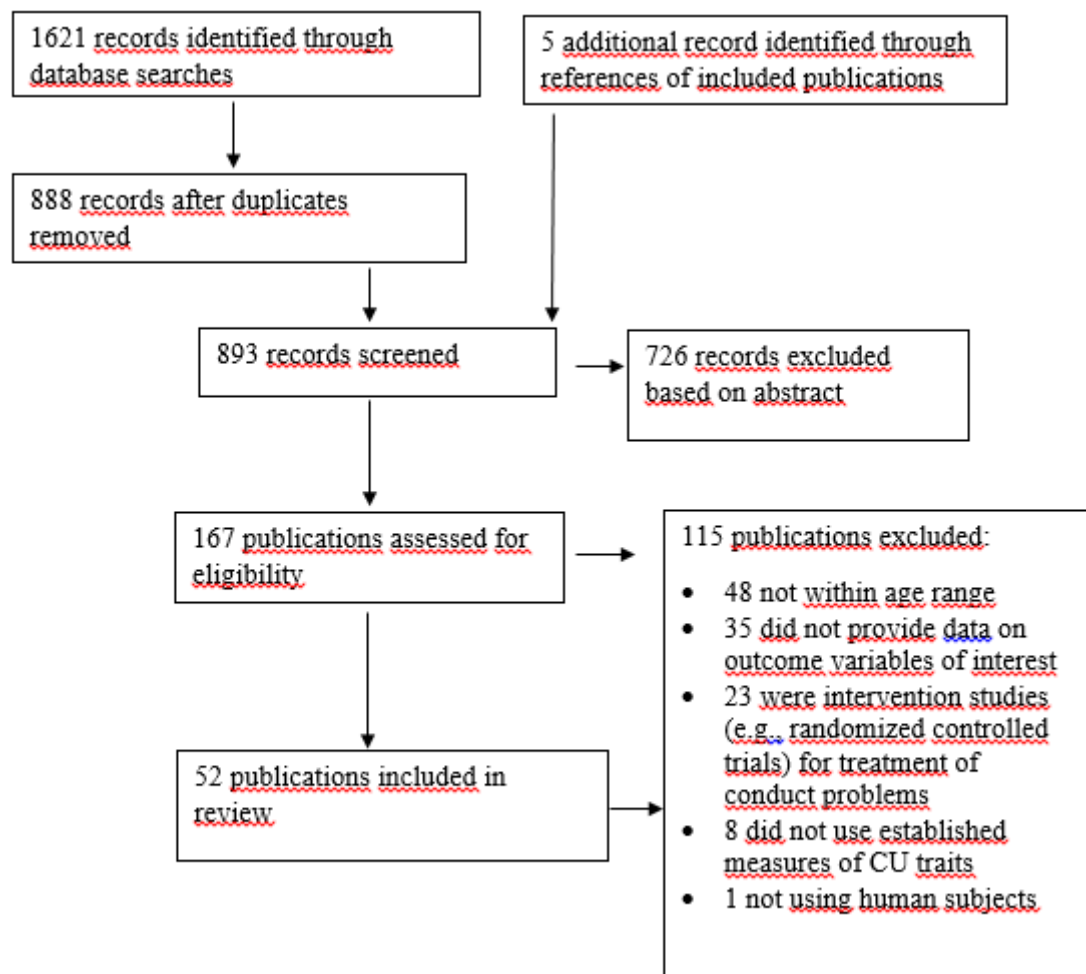 1621 records identified through
database searches
5 additional record identified through
references of included publications
888 records after duplicates
removed
893 records screened
726 records excluded
based on abstract
167 publications assessed for
eligibility
115 publications excluded:
• 48 not within age range
• 35 did not provide data on
outcome variables of interest
• 23 were intervention studies
(e.g., randomized controlled
trials) for treatment of
conduct problems
• 8 did not use established
measures of CU traits
• 1 not using human subjects
52 publications included in
review